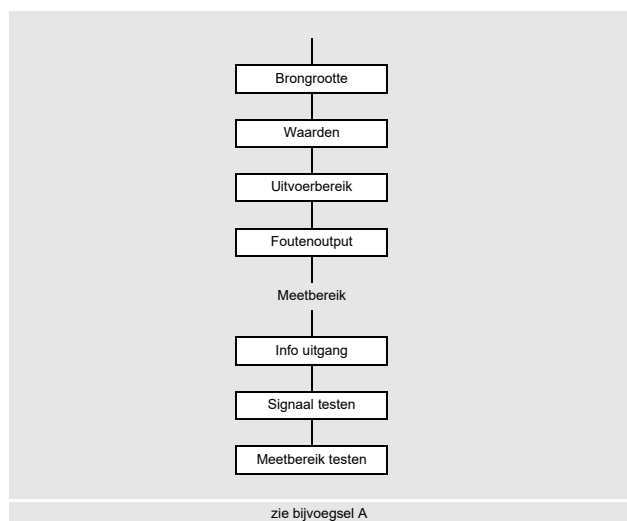 Brongrootte
Waarden
Uitvoerbereik
Foutenoutput
Meetbereik
Info uitgang
Signaal testen
Meetbereik testen
zie bijvoegsel A